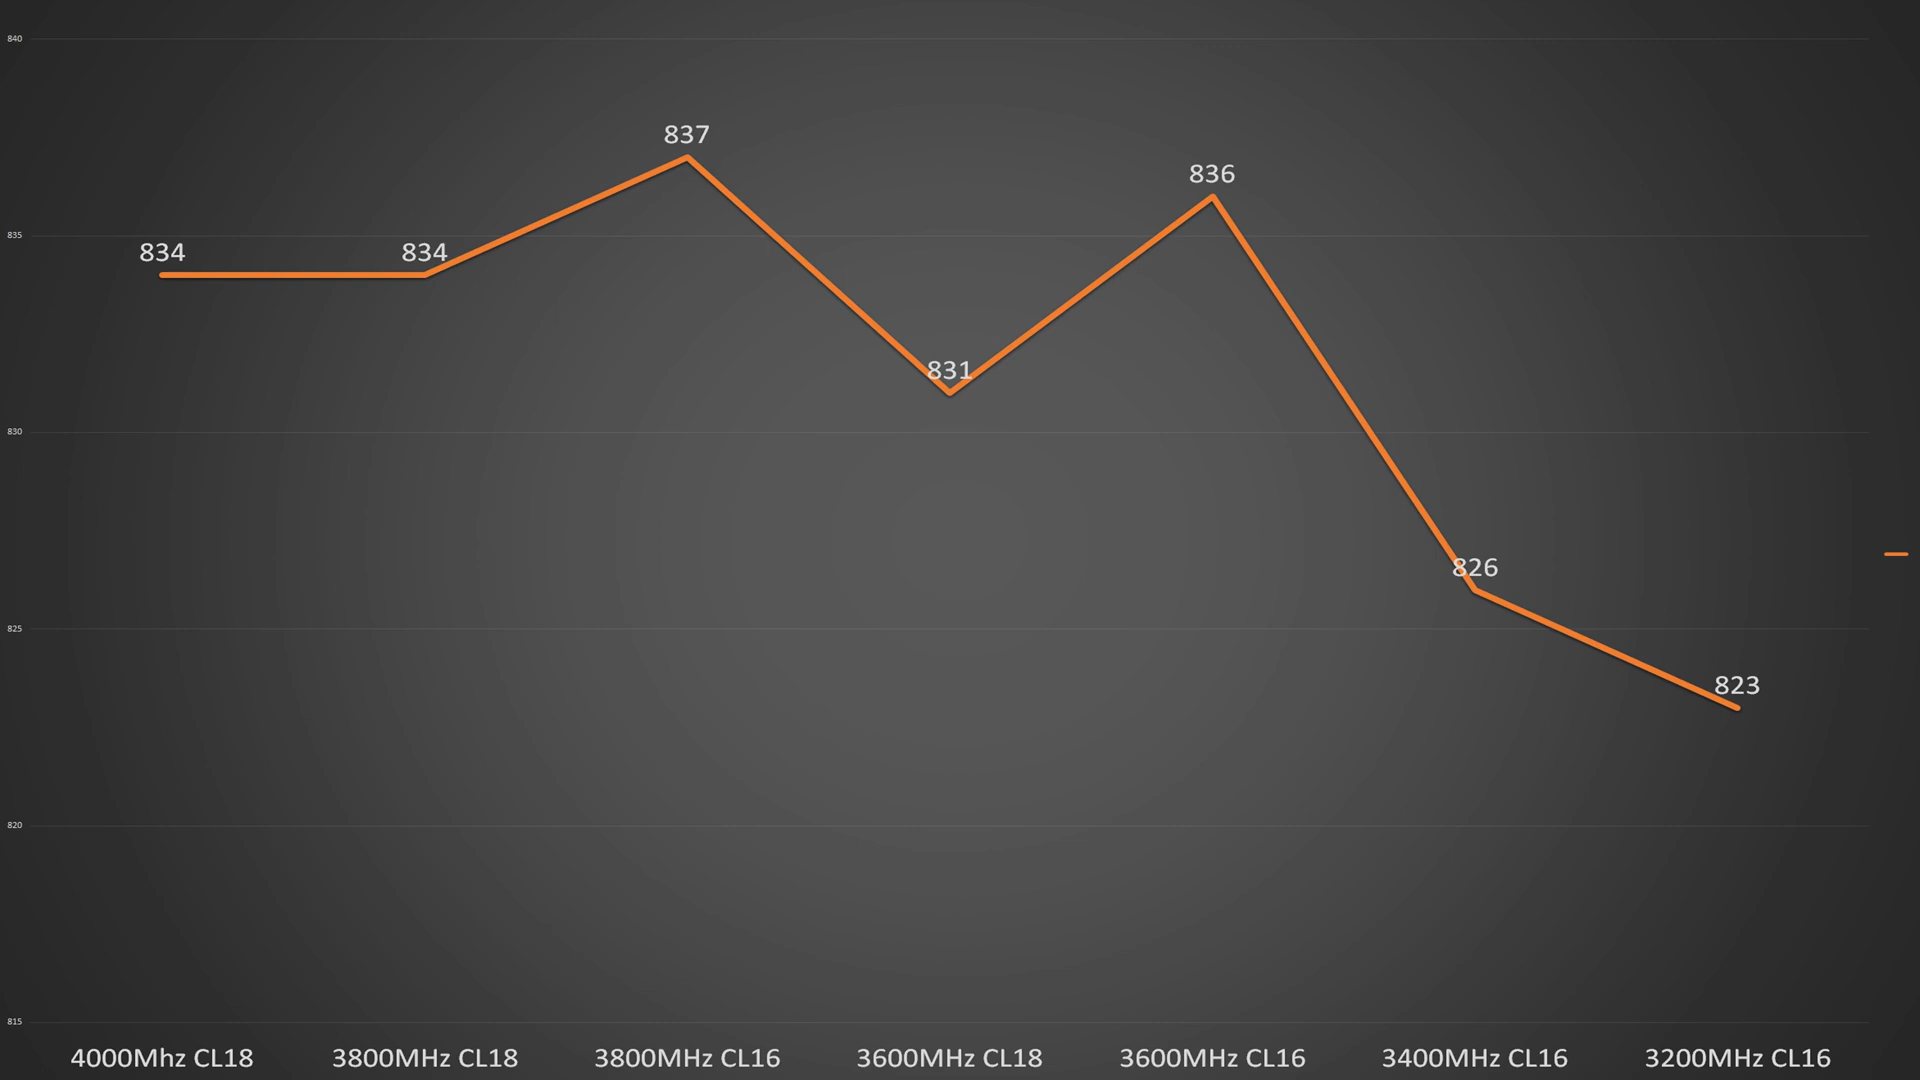 840
837
836
835
834
834
831
830
826
825
823
820
815
4000Mhz CL18
3800MHz CL18
3800MHz CL16
3600MHz CL18
3600MHz CL16
3400MHz CL16
3200MHz CL16